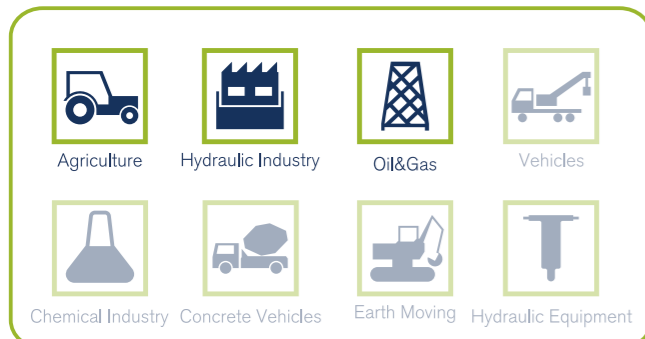 Agriculture
Hydraulic Industry
Oil&Gas
Vehicles
Chemical Industry
Concrete Vehicles
Earth Moving
Hydraulic Equipment